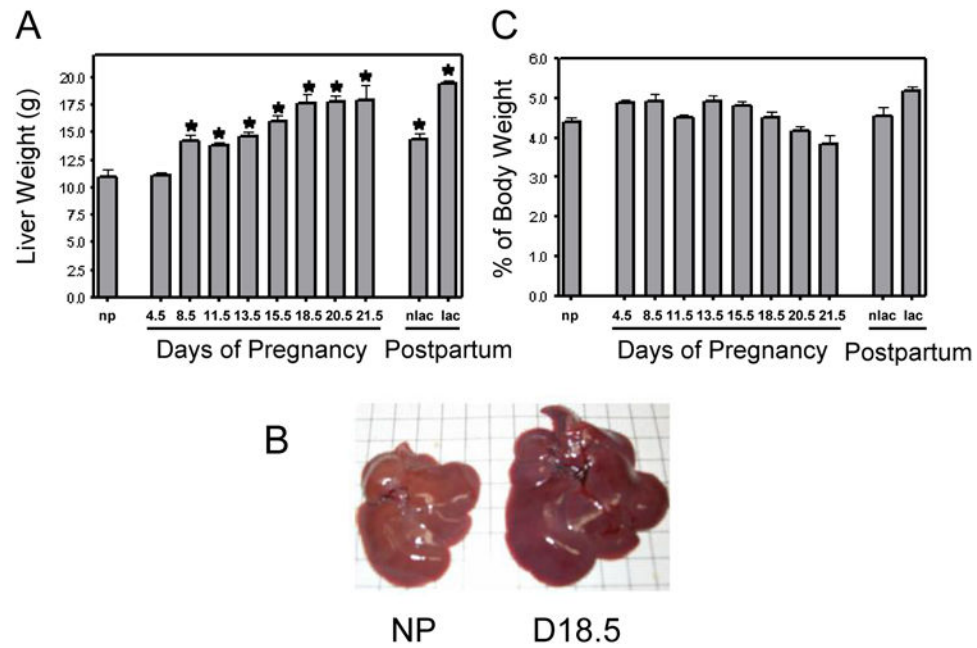 A
Liver Weight (g)
20.0
17.5
15.0
12.5
10.0
7.5
5.0
2.5
0.0
np 4.5 8.5 11.5 13.5 15.5 18.5 20.5 21.5 nlac lac
Days of Pregnancy Postpartum
C
% of Body Weight
6.0
5.0
4.0
3.0
2.0
1.0
0.0
np 4.5 8.5 11.5 13.5 15.5 18.5 20.5 21.5 nlac lac
Days of Pregnancy Postpartum
B
NP D18.5